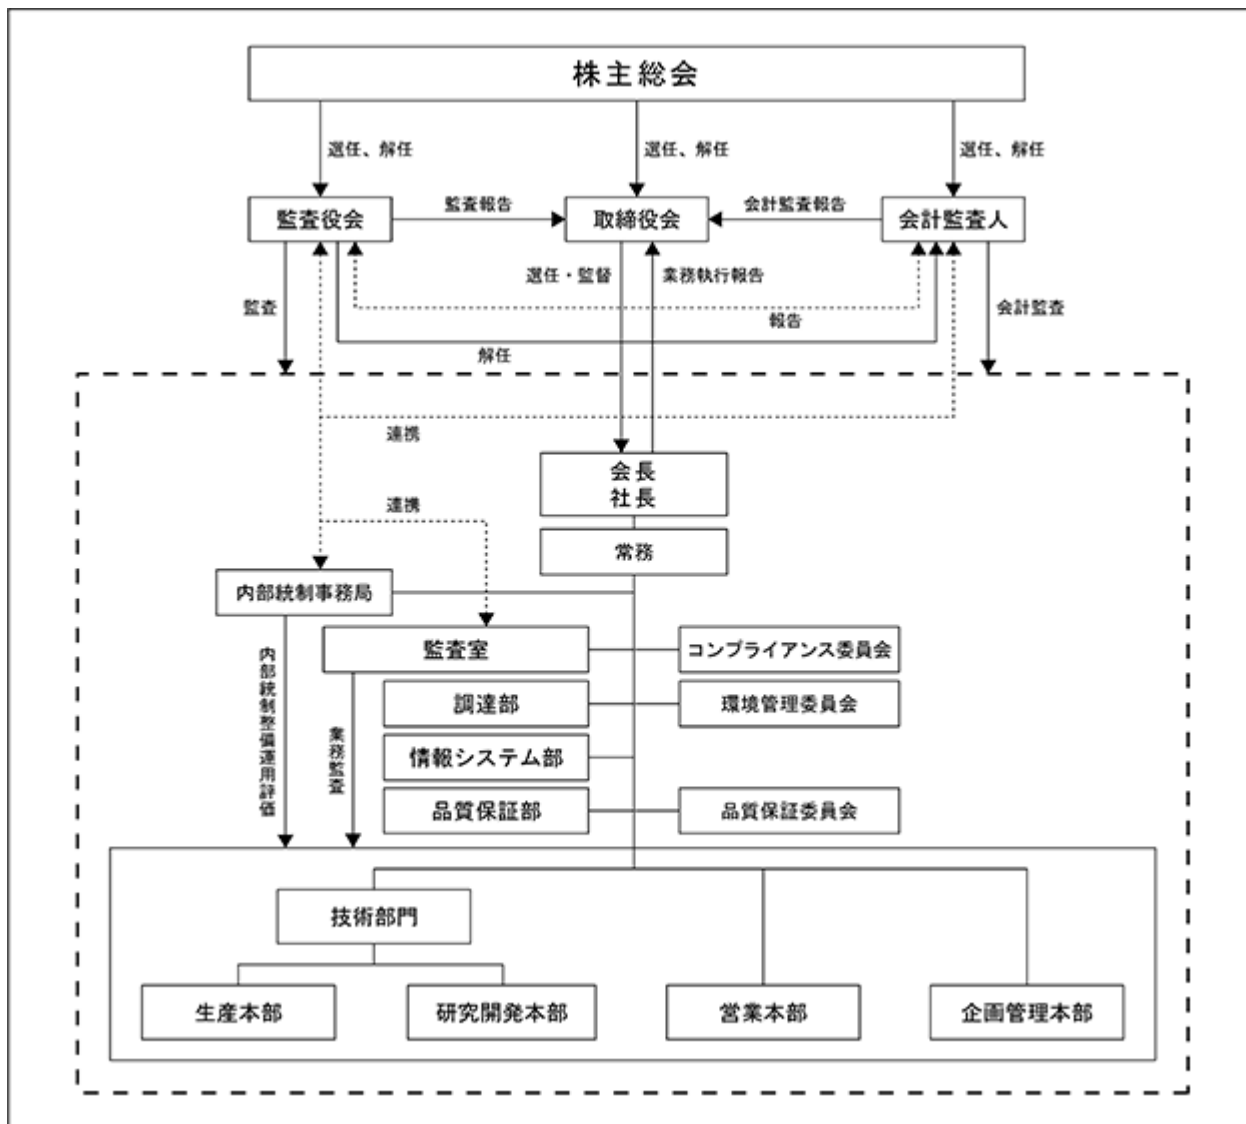 株主総会
選任、解任
選任、解任
選任、解任
監査役会
監査報告
取締役会
会計監査報告
会計監査人
監査
選任・監督
業務執行報告
会計監査
報告
解任
連携
会長
社長
連携
常務
内部統制事務局
監査室
コンプライアンス委員会
内部統制整備運用評価
業務監査
調達部
環境管理委員会
情報システム部
品質保証部
品質保証委員会
技術部門
生産本部
研究開発本部
営業本部
企画管理本部